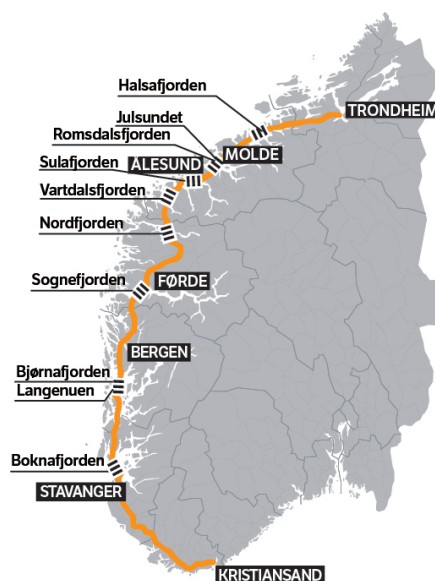 Halsafjorden
TRONDHEIM
Julsundet
Romsdalsfjorden
MOLDE
Sulafjorden
ÅLESUND
Vartdalsfjorden
Nordfjorden
Sognefjorden
FØRDE
BERGEN
Bjørnafjorden
Langenuen
Boknafjorden
STAVANGER
KRISTIANSAND